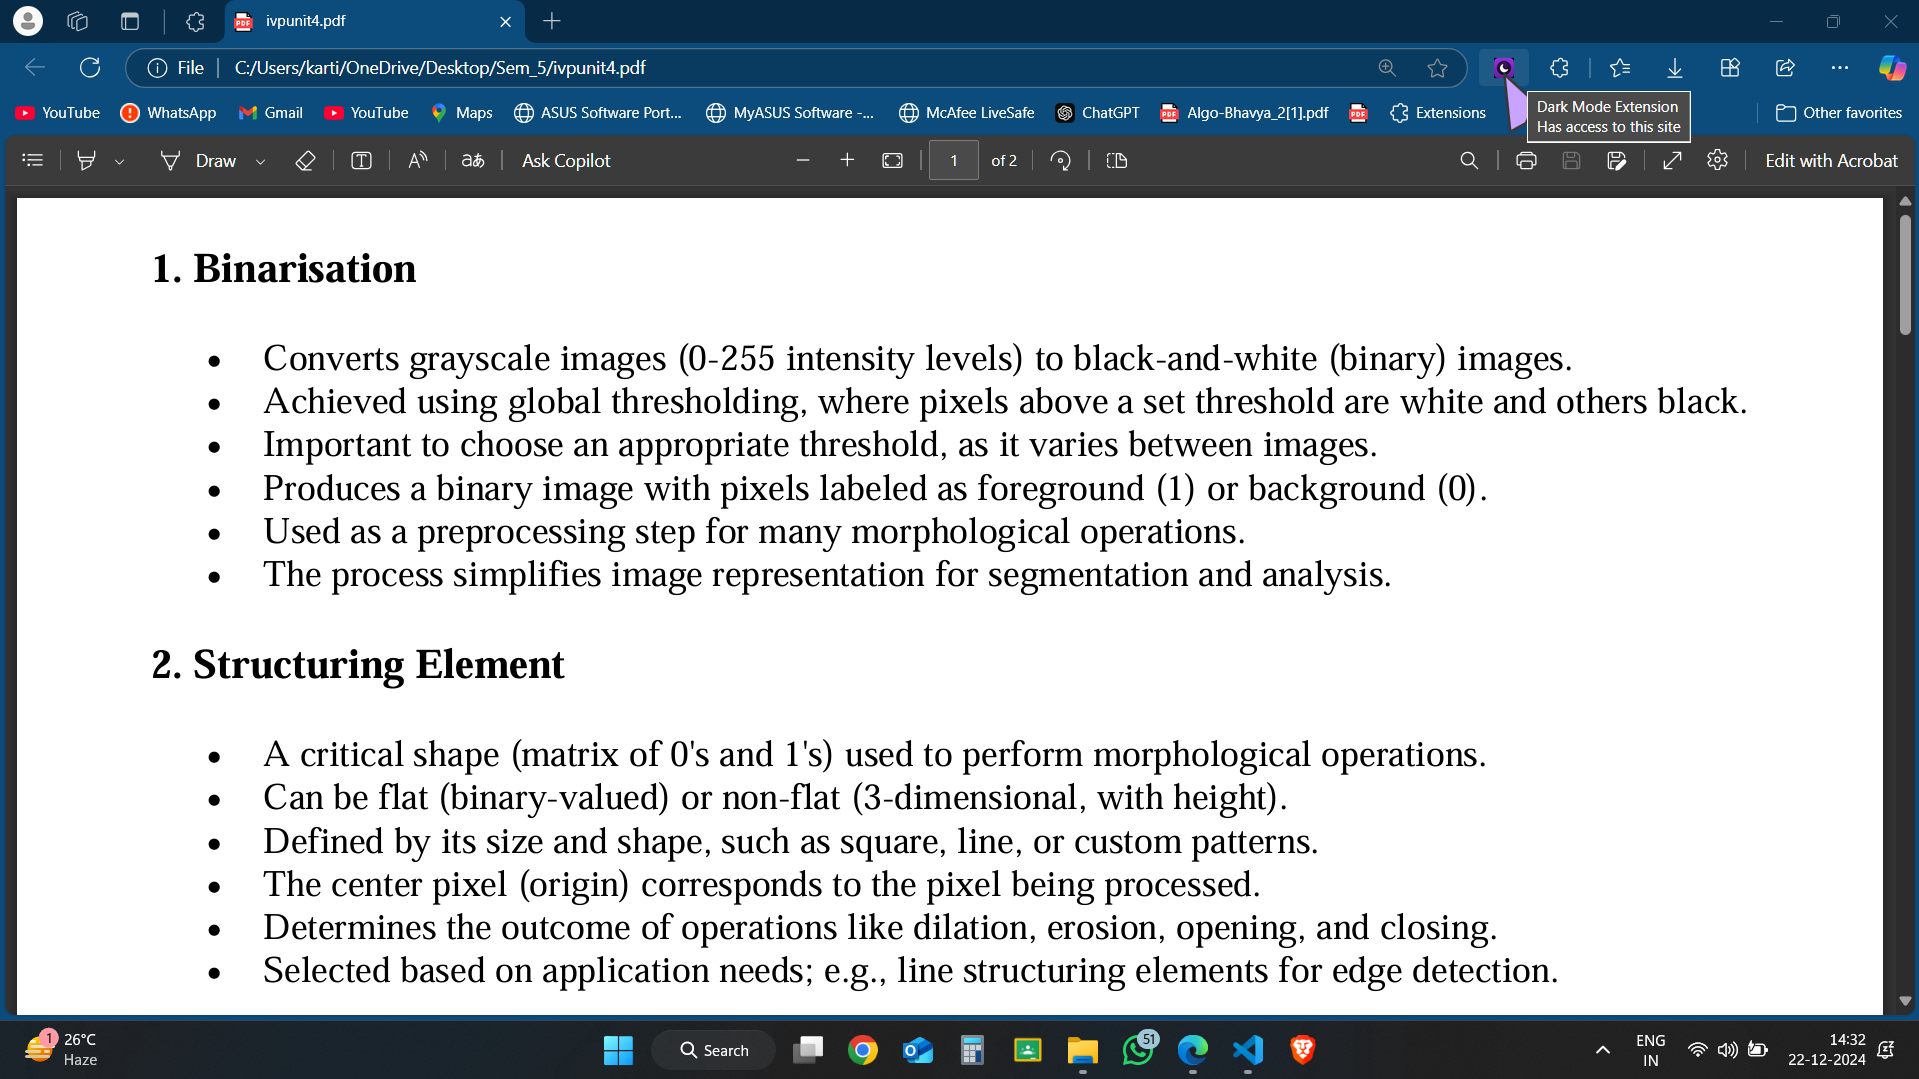 ivpunit4.pdf
File
C:/Users/karti/OneDrive/Desktop/Sem_5/ivpunit4.pdf
YouTube
WhatsApp
Gmail
YouTube
Maps
ASUS Software Port...
MyASUS Software -...
McAfee LiveSafe
ChatGPT
Algo-Bhavya_2[1].pdf
Extensions
Other favorites
Dark Mode Extension
Has access to this site
Draw
Ask Copilot
1
of 2
Edit with Acrobat
1. Binarisation
• Converts grayscale images (0-255 intensity levels) to black-and-white (binary) images.
• Achieved using global thresholding, where pixels above a set threshold are white and others black.
• Important to choose an appropriate threshold, as it varies between images.
• Produces a binary image with pixels labeled as foreground (1) or background (0).
• Used as a preprocessing step for many morphological operations.
• The process simplifies image representation for segmentation and analysis.
2. Structuring Element
• A critical shape (matrix of 0's and 1's) used to perform morphological operations.
• Can be flat (binary-valued) or non-flat (3-dimensional, with height).
• Defined by its size and shape, such as square, line, or custom patterns.
• The center pixel (origin) corresponds to the pixel being processed.
• Determines the outcome of operations like dilation, erosion, opening, and closing.
• Selected based on application needs; e.g., line structuring elements for edge detection.
1
26°C
Haze
Search
51
ENG
IN
14:32
22-12-2024